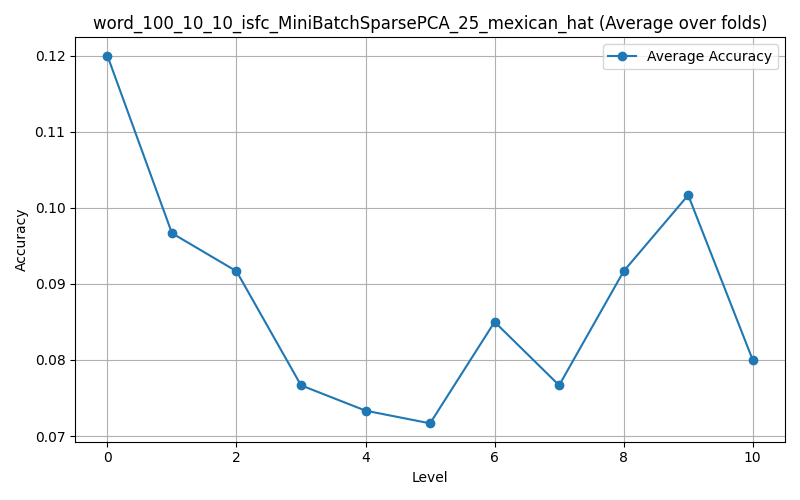 word_100_10_10_isfc_MiniBatchSparsePCA_25_mexican_hat (Average over folds)
Average Accuracy
0.12
0.11
0.10
0.09
0.08
0.07
Accuracy
0 2 4 6 8 10
Level